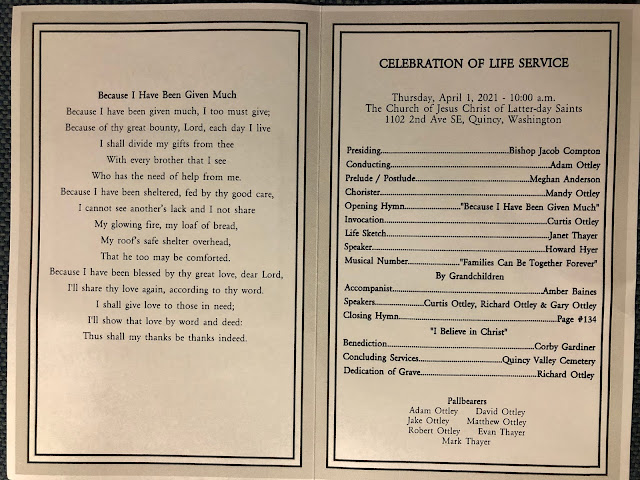 Because I Have Been Given Much
Because I have been given much, I too must give;
Because of thy great bounty, Lord, each day I live
I shall divide my gifts from thee
With every brother that I see
Who has the need of help from me.
Because I have been sheltered, fed by thy good care,
I cannot see another's lack and I not share
My glowing fire, my loaf of bread,
My roof's safe shelter overhead,
That he too may be comforted.
Because I have been blessed by thy great love, dear Lord,
I'll share thy love again, according to thy word.
I shall give love to those in need;
I'll show that love by word and deed:
Thus shall my thanks be thanks indeed.
CELEBRATION OF LIFE SERVICE
Thursday, April 1, 2021 - 10:00 a.m.
The Church of Jesus Christ of Latter-day Saints
1102 2nd Ave SE, Quincy, Washington
Presiding....................Bishop Jacob Compton
Conducting....................Adam Ottley
Prelude / Postlude....................Meghan Anderson
Chorister....................Mandy Ottley
Opening Hymn...................."Because I Have Been Given Much"
Invocation....................Curtis Ottley
Life Sketch....................Janet Thayer
Speaker....................Howard Hyer
Musical Number...................."Families Can Be Together Forever"
By Grandchildren
Accompanist....................Amber Baines
Speakers....................Curtis Ottley, Richard Ottley & Gary Ottley
Closing Hymn....................Page #134
"I Believe in Christ"
Benediction....................Corby Gardiner
Concluding Services....................Quincy Valley Cemetery
Dedication of Grave....................Richard Ottley
Pallbearers
Adam Ottley David Ottley
Jake Ottley Matthew Ottley
Robert Ottley Evan Thayer
Mark Thayer